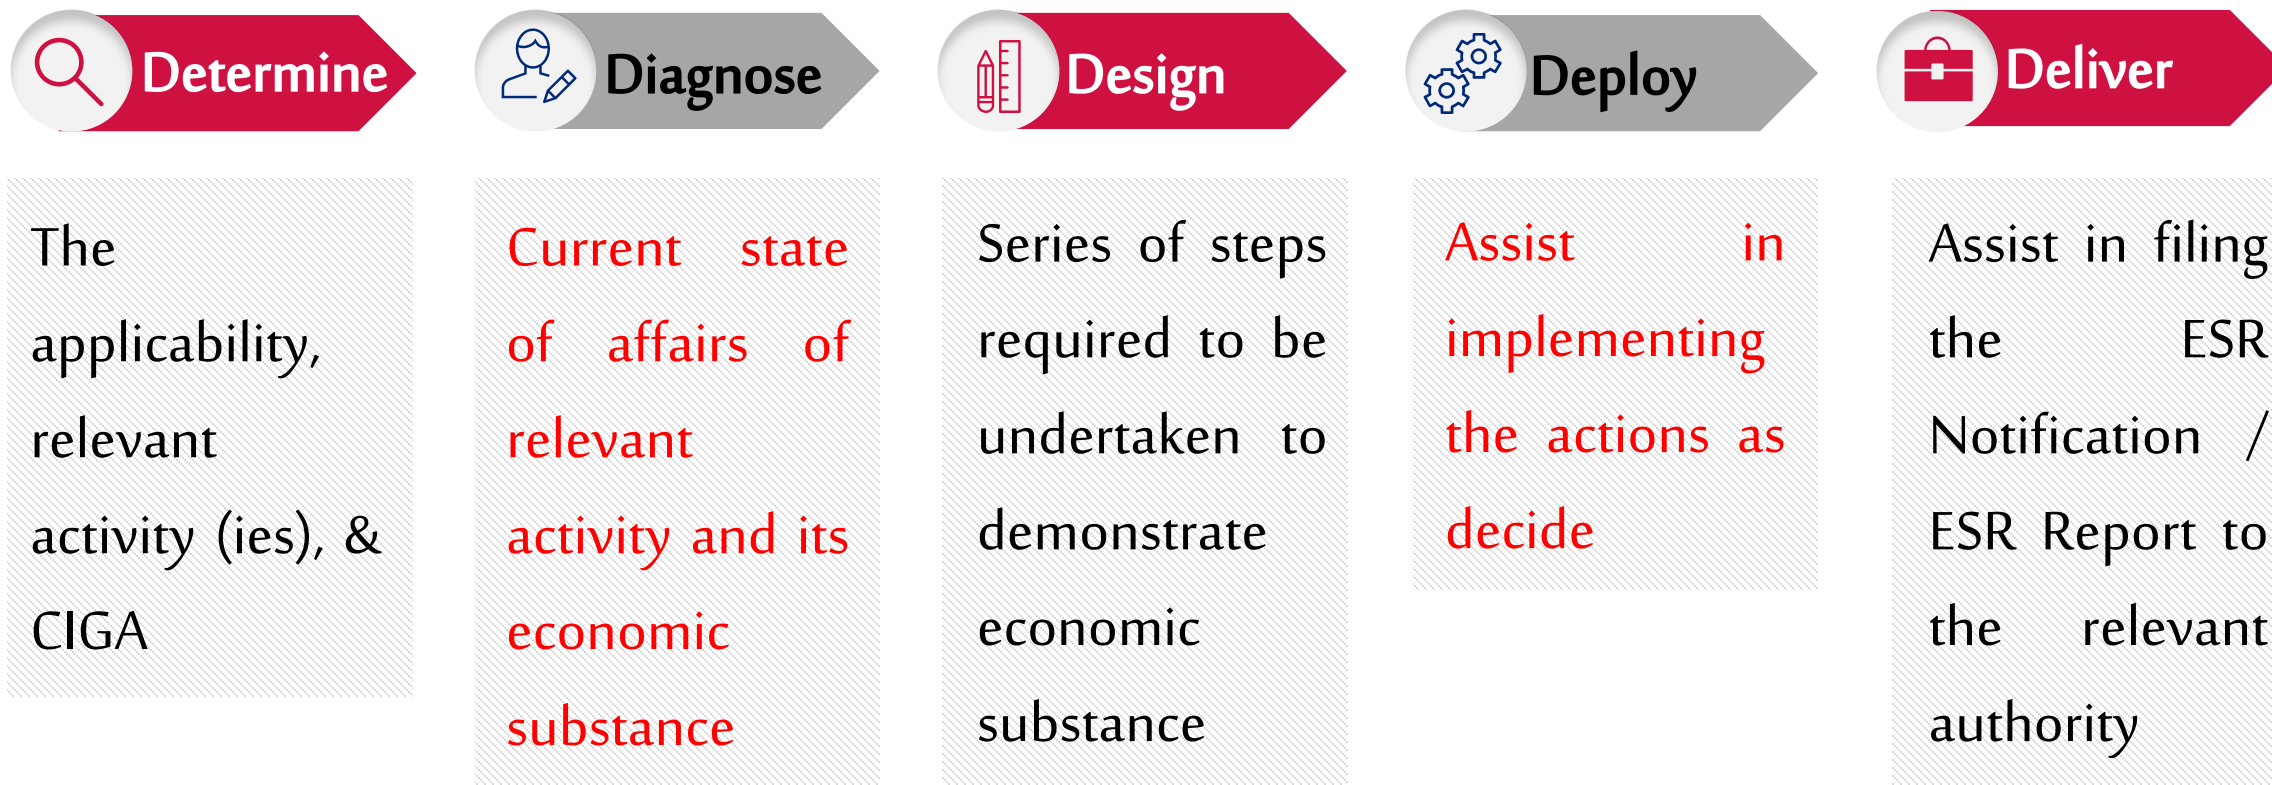 Determine
The
applicability,
relevant
activity (ies), &
CIGA
Diagnose
Current state
of affairs of
relevant
activity and its
economic
substance
Design
Series of steps
required to be
undertaken to
demonstrate
economic
substance
Deploy
Assist in
implementing
the actions as
decide
Deliver
Assist in filing
the ESR
Notification /
ESR Report to
the relevant
authority